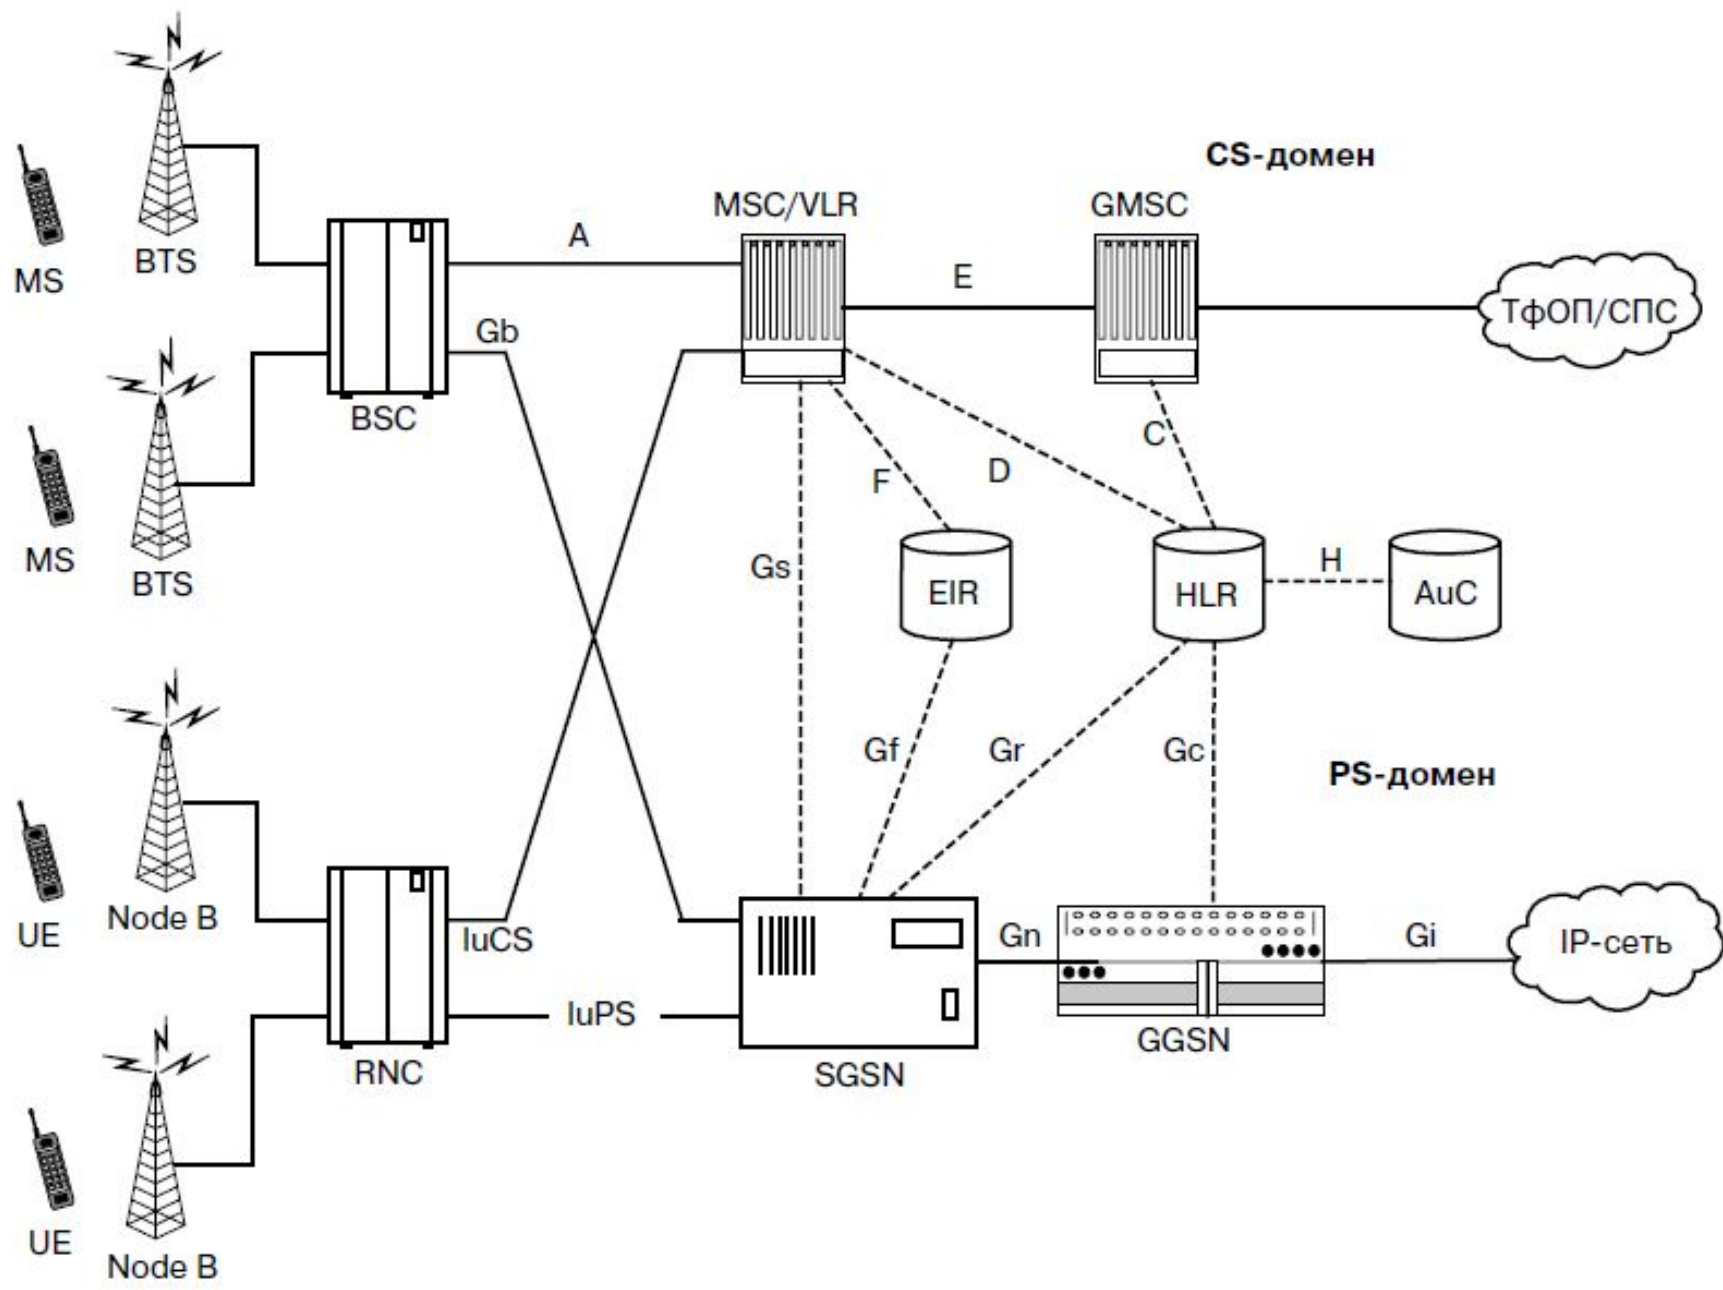 CS-домен
MSC/VLR
GMSC
A
E
BTS
MS
ТфОП/СПС
Gb
BSC
C
F
D
MS
BTS
Gs
EIR
HLR
H
AuC
Gf
Gr
Gc
PS-домен
Node B
UE
IuCS
Gn
Gi
IP-сеть
IuPS
RNC
SGSN
GGSN
UE
Node B